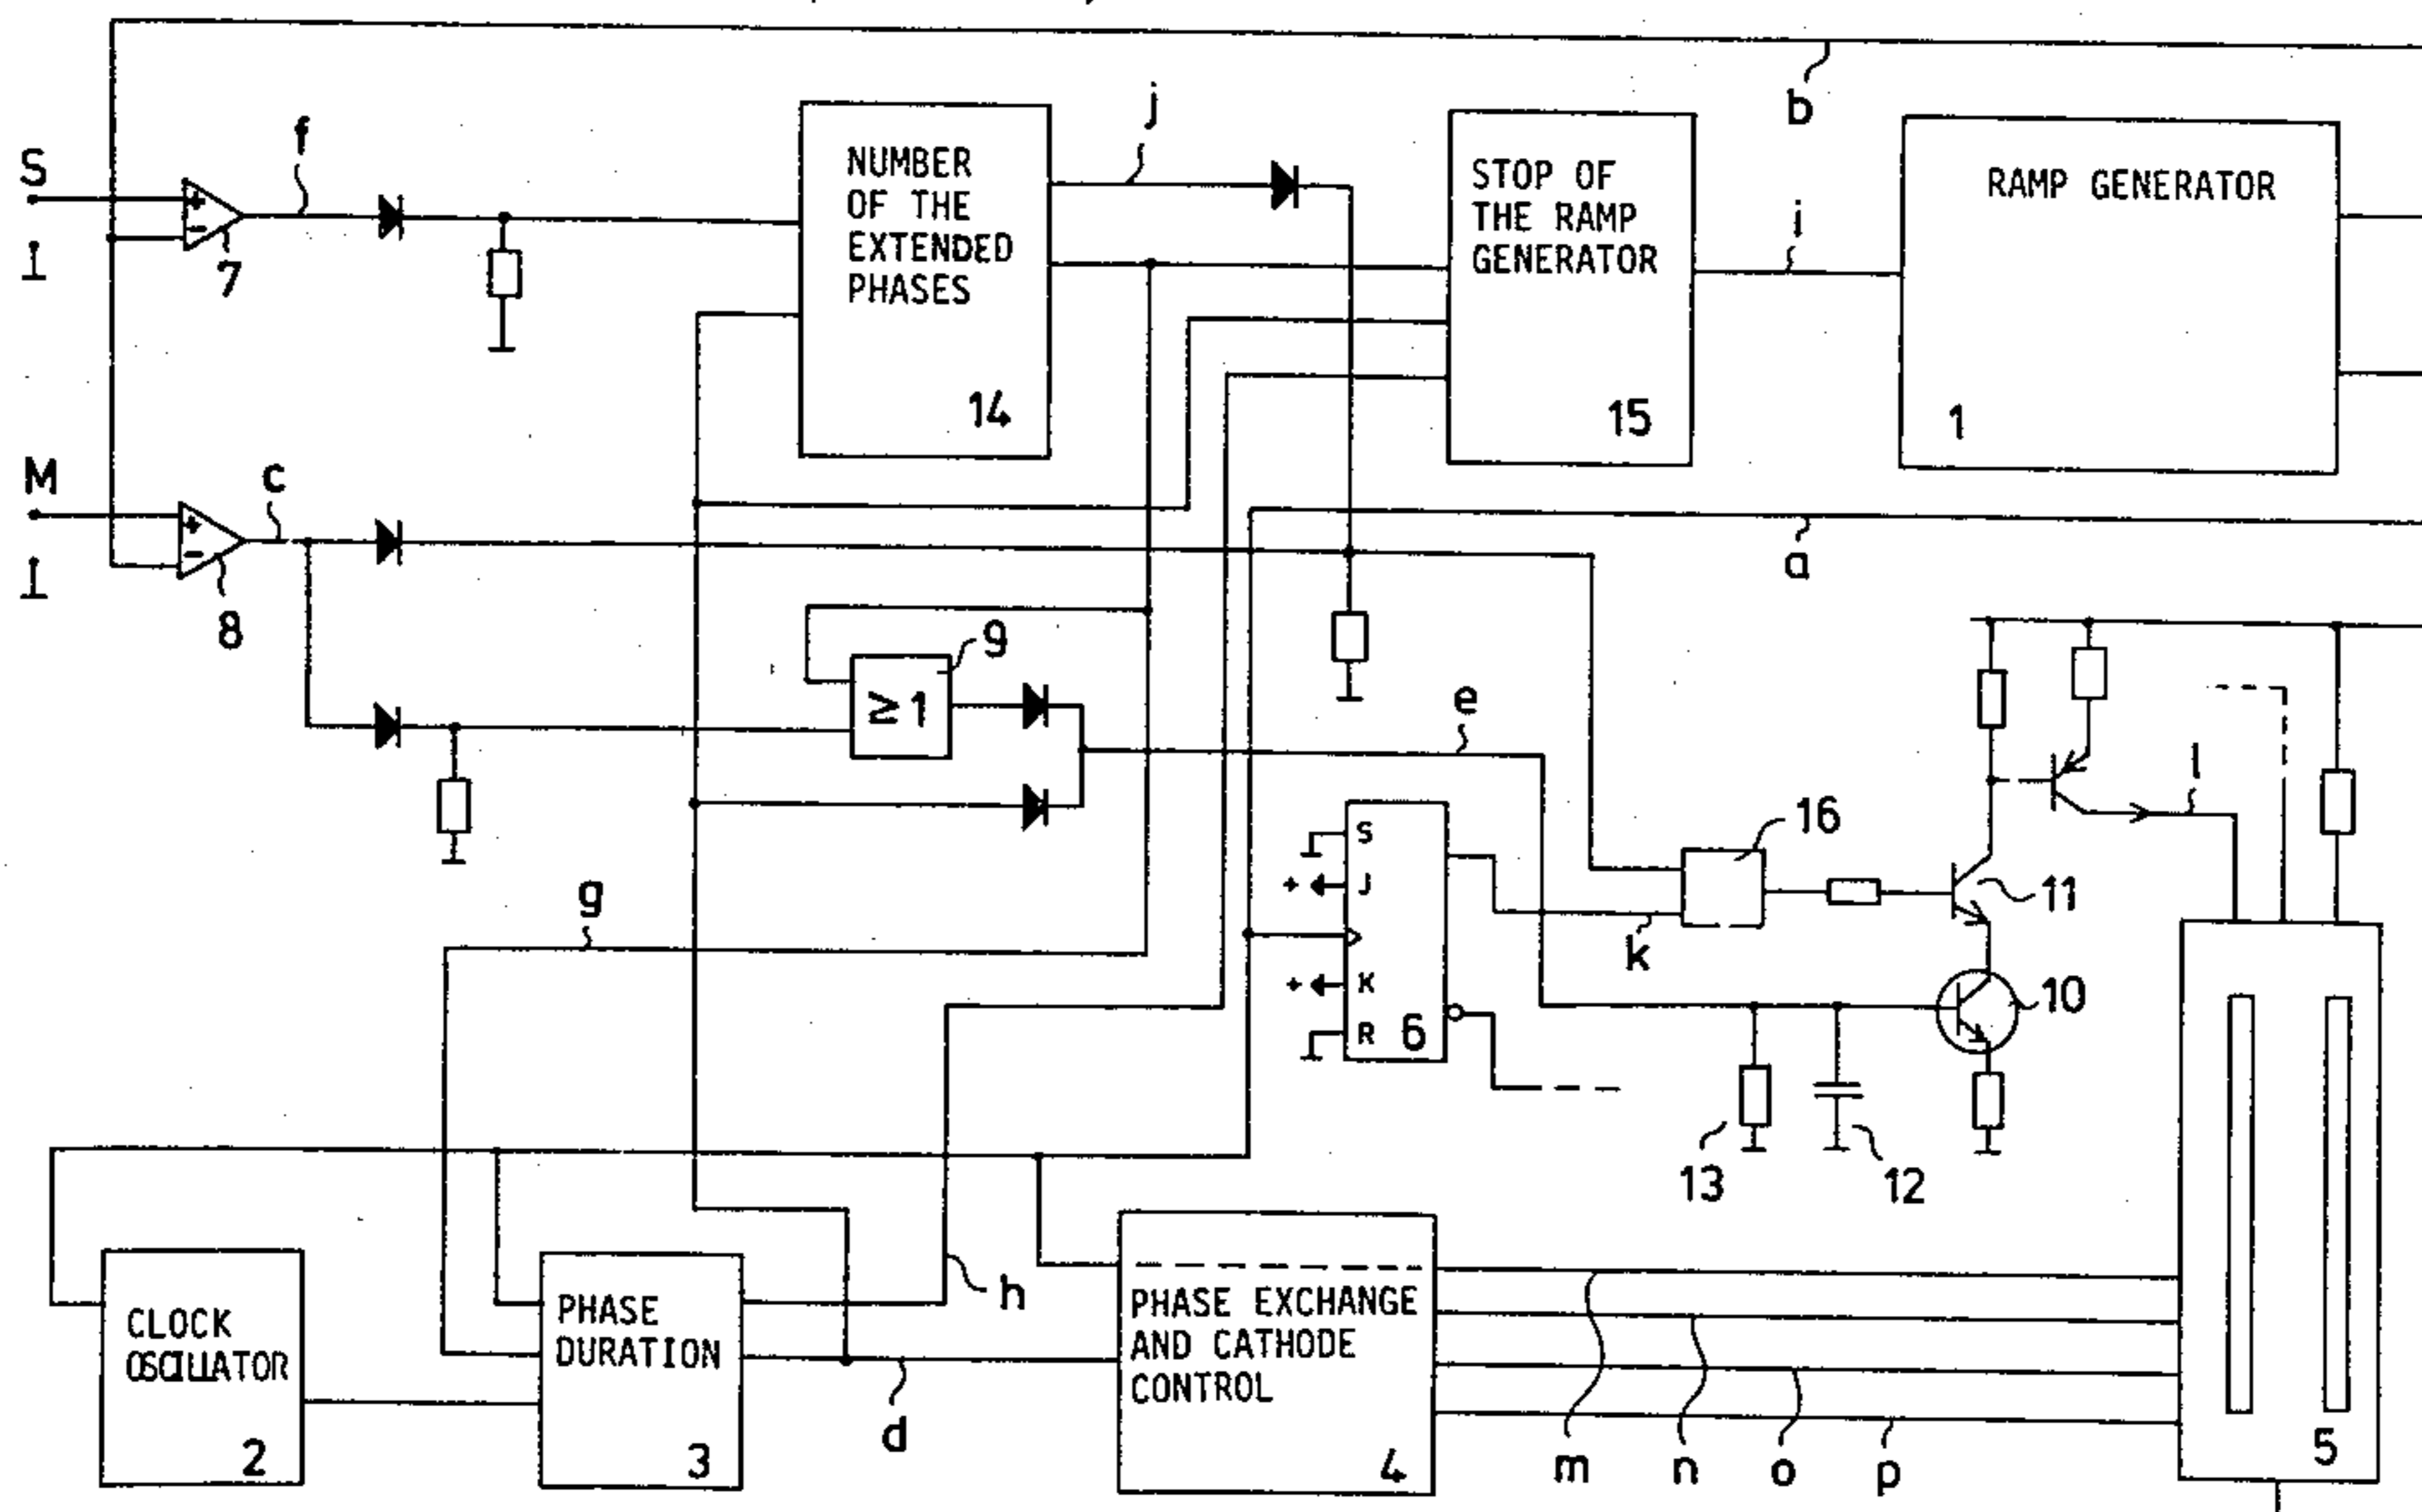 b
j
f
S
NUMBER
OF THE
EXTENDED
PHASES
14
STOP OF
THE RAMP
GENERATOR
15
i
RAMP GENERATOR
1
+
-
7
M
c
+
-
8
a
9
≥1
e
l
16
S
+ J
K
+ K
R 6
k
11
10
g
13
12
h
CLOCK
OSCILLATOR
2
PHASE
DURATION
3
d
PHASE EXCHANGE
AND CATHODE
CONTROL
4
m
n
o
p
5